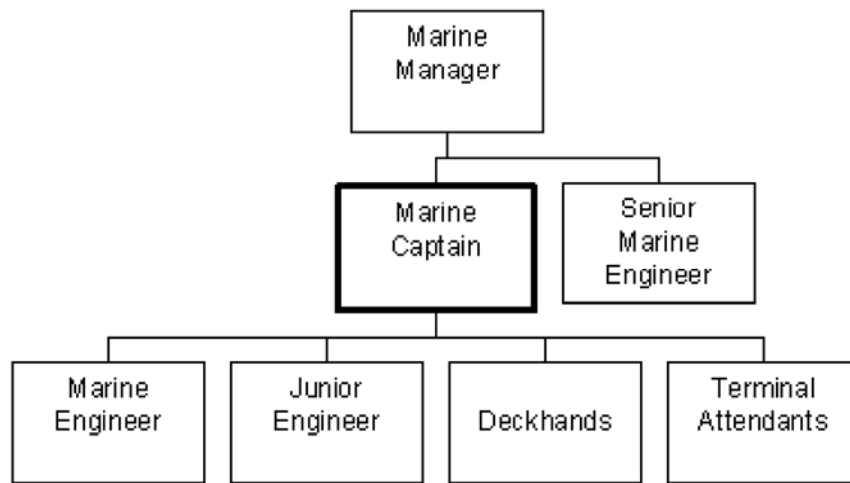 Marine
Manager
Marine
Captain
Senior
Marine
Engineer
Marine
Engineer
Junior
Engineer
Deckhands
Terminal
Attendants